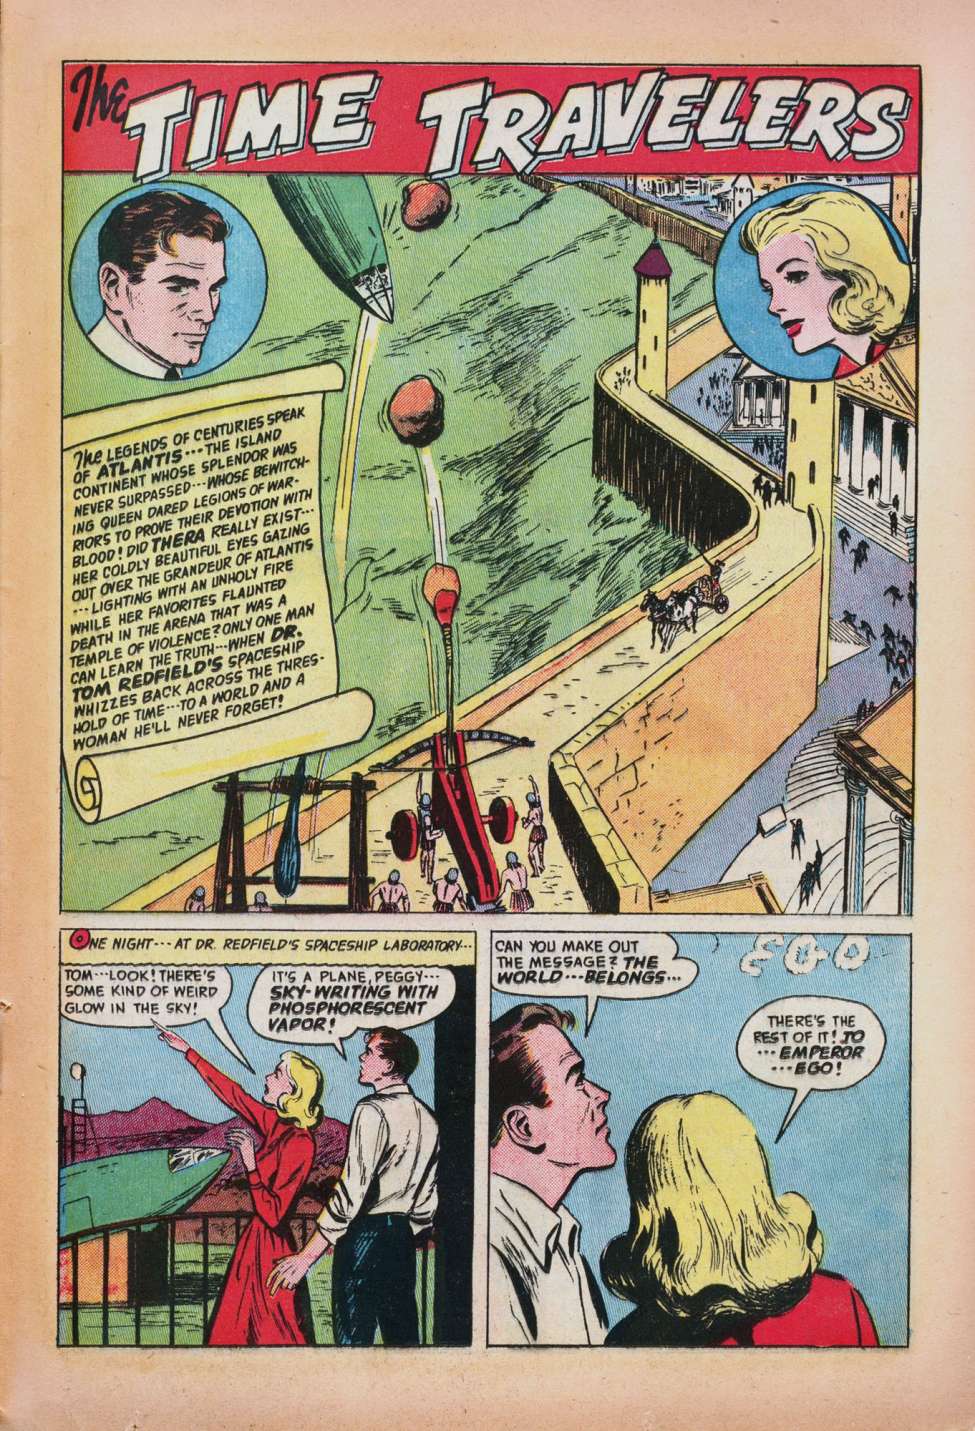 The TIME TRAVELERS
The LEGENDS OF CENTURIES SPEAK
OF ATLANTIS---THE ISLAND
CONTINENT WHOSE SPLENDOR WAS
NEVER SURPASSED---WHOSE BEWITCH-
ING QUEEN DARED LEGIONS OF WAR-
RIORS TO PROVE THEIR DEVOTION WITH
BLOOD! DID THERA REALLY EXIST---
HER COLDLY BEAUTIFUL EYES GAZING
OUT OVER THE GRANDEUR OF ATLANTIS
---LIGHTING WITH AN UNHOLY FIRE
WHILE HER FAVORITES FLAUNTED
DEATH IN THE ARENA THAT WAS A
TEMPLE OF VIOLENCE? ONLY ONE MAN
CAN LEARN THE TRUTH---WHEN DR.
TOM REDFIELD'S SPACESHIP
WHIZZES BACK ACROSS THE THRES-
HOLD OF TIME---TO A WORLD AND A
WOMAN HE'LL NEVER FORGET!
ONE NIGHT---AT DR. REDFIELD'S SPACESHIP LABORATORY---
TOM---LOOK! THERE'S
SOME KIND OF WEIRD
GLOW IN THE SKY!
IT'S A PLANE, PEGGY---
SKY-WRITING WITH
PHOSPHORESCENT
VAPOR!
CAN YOU MAKE OUT
THE MESSAGE? THE
WORLD---BELONGS---
EGO
THERE'S THE
REST OF IT! TO
---EMPEROR
---EGO!